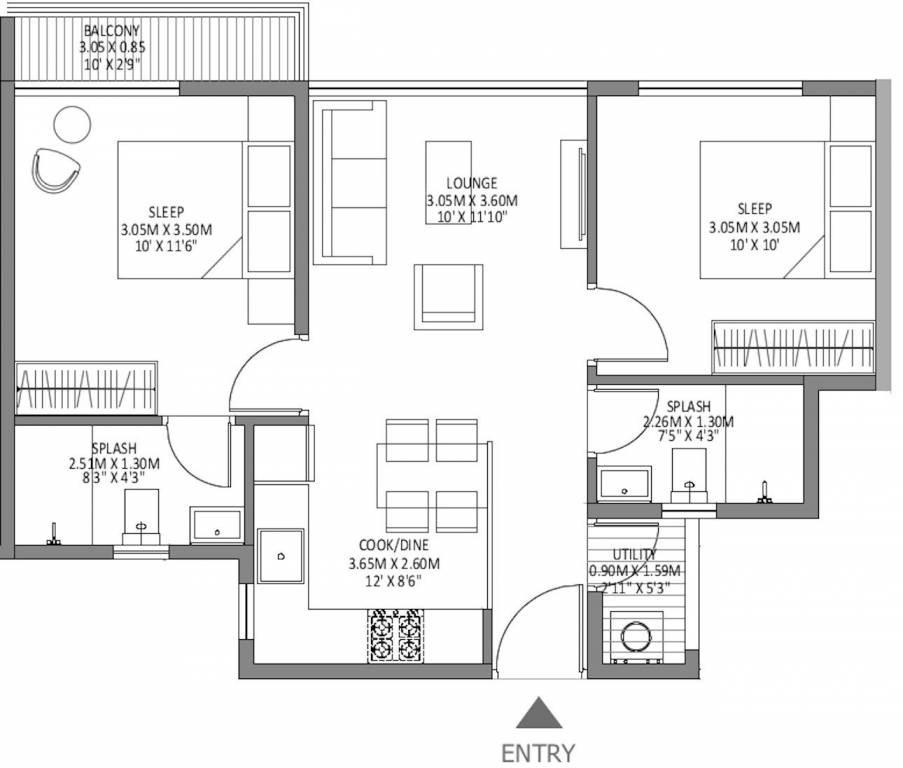 BALCONY
3.05 X 0.85
10' X 2'9"
LOUNGE
3.05M X 3.60M
10' X 11'10"
SLEEP
3.05M X 3.50M
10' X 11'6"
SLEEP
3.05M X 3.05M
10' X 10'
SPLASH
2.26M X 1.30M
7'5" X 4'3"
SPLASH
2.51M X 1.30M
8'3" X 4'3"
COOK/DINE
3.65M X 2.60M
12' X 8'6"
UTILITY
0.90M X 1.59M
2'11" X 5'3"
ENTRY